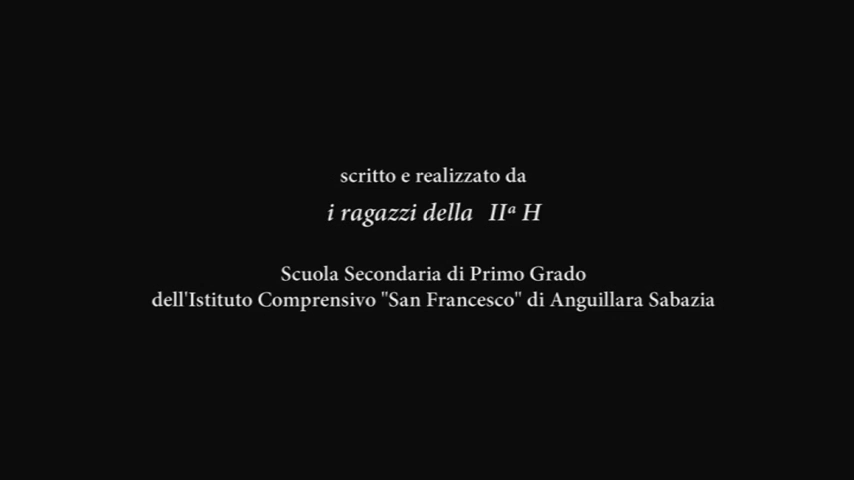 scritto e realizzato da
i ragazzi della IIª H
Scuola Secondaria di Primo Grado
dell'Istituto Comprensivo "San Francesco" di Anguillara Sabazia